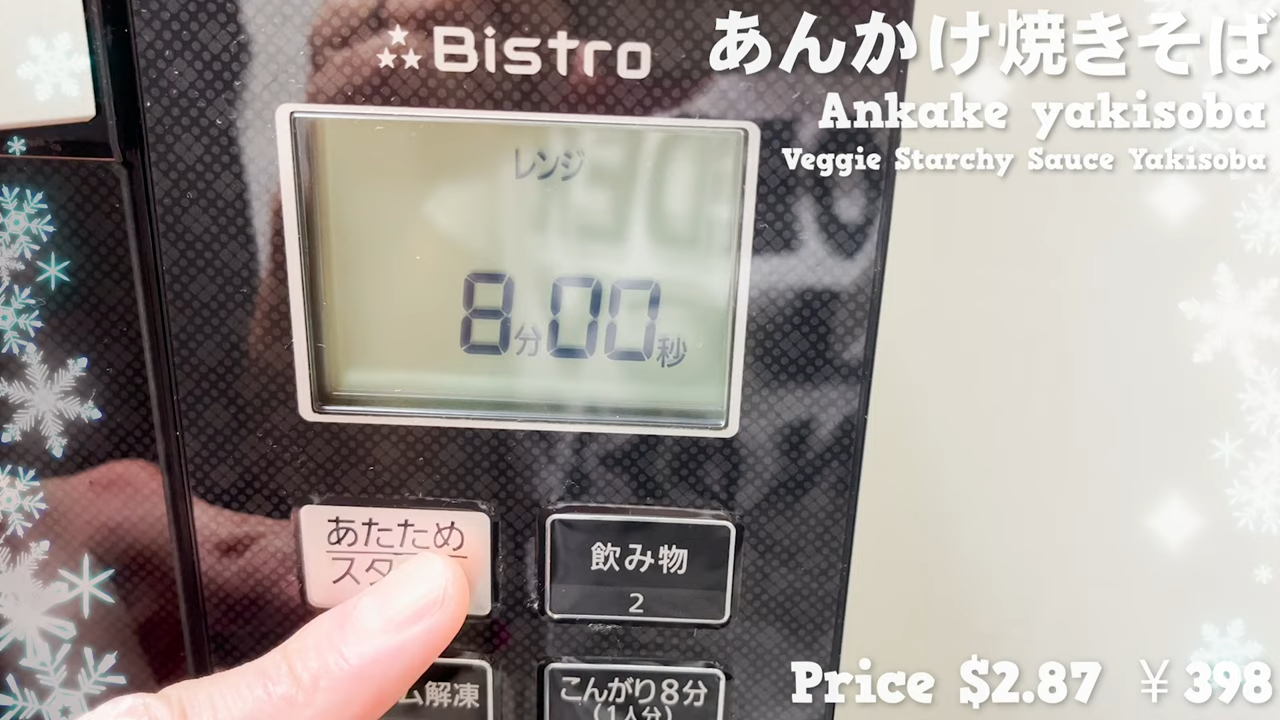 Bistro
あんかけ焼きそば
Ankake yakisoba
Veggie Starchy Sauce Yakisoba
レンジ
8分00秒
あたため
スタ
飲み物
2
ム解凍
こんがり8分
(1人分)
Price $2.87 ￥398